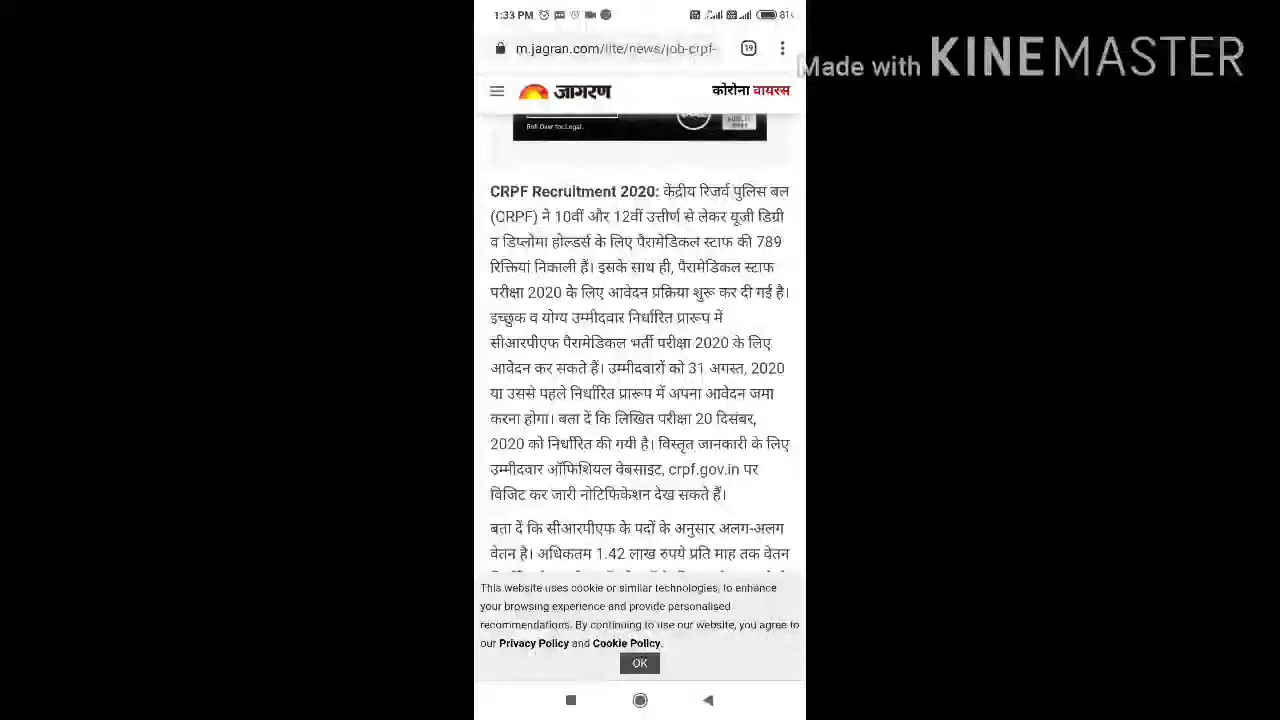 1:33 PM
81
m.jagran.com/lite/news/job-crpf-
19
Made with KINEMASTER
जागरण
कोरोना वायरस
Roll Over for Legal.
CRPF Recruitment 2020: केंद्रीय रिजर्व पुलिस बल
(CRPF) ने 10वीं और 12वीं उत्तीर्ण से लेकर यूजी डिग्री
व डिप्लोमा होल्डर्स के लिए पैरामेडिकल स्टाफ की 789
रिक्तियां निकाली हैं। इसके साथ ही, पैरामेडिकल स्टाफ
परीक्षा 2020 के लिए आवेदन प्रक्रिया शुरू कर दी गई है।
इच्छुक व योग्य उम्मीदवार निर्धारित प्रारूप में
सीआरपीएफ पैरामेडिकल भर्ती परीक्षा 2020 के लिए
आवेदन कर सकते हैं। उम्मीदवारों को 31 अगस्त, 2020
या उससे पहले निर्धारित प्रारूप में अपना आवेदन जमा
करना होगा। बता दें कि लिखित परीक्षा 20 दिसंबर,
2020 को निर्धारित की गयी है। विस्तृत जानकारी के लिए
उम्मीदवार ऑफिशियल वेबसाइट, crpf.gov.in पर
विजिट कर जारी नोटिफिकेशन देख सकते हैं।
बता दें कि सीआरपीएफ के पदों के अनुसार अलग-अलग
वेतन है। अधिकतम 1.42 लाख रुपये प्रति माह तक वेतन
This website uses cookie or similar technologies, to enhance
your browsing experience and provide personalised
recommendations. By continuing to use our website, you agree to
our Privacy Policy and Cookie Policy.
OK